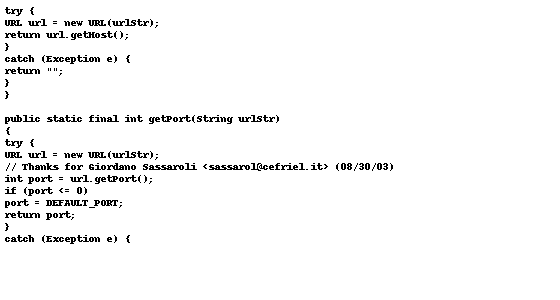 try {
URL url = new URL(urlStr);
return url.getHost();
}
catch (Exception e) {
return "";
}
}
public static final int getPort(String urlStr)
{
try {
URL url = new URL(urlStr);
// Thanks for Giordano Sassaroli <sassarol@cefriel.it> (08/30/03)
int port = url.getPort();
if (port <= 0)
port = DEFAULT_PORT;
return port;
}
catch (Exception e) {